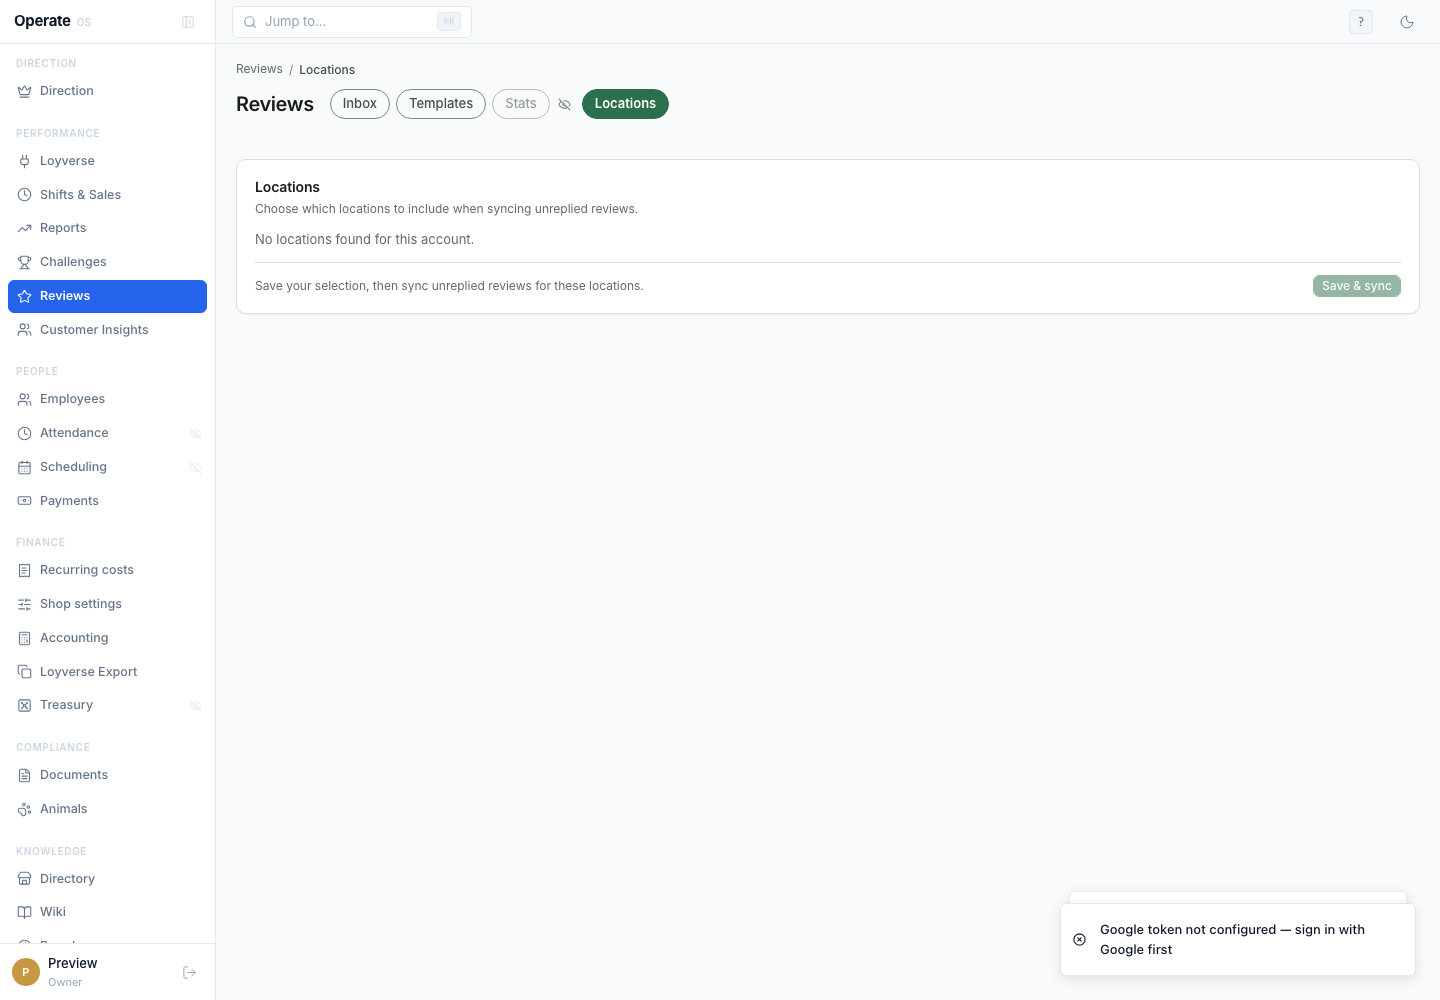 Operate OS
Jump to...
⌘K
?
DIRECTION
Direction
PERFORMANCE
Loyverse
Shifts & Sales
Reports
Challenges
Reviews
Customer Insights
PEOPLE
Employees
Attendance
Scheduling
Payments
FINANCE
Recurring costs
Shop settings
Accounting
Loyverse Export
Treasury
COMPLIANCE
Documents
Animals
KNOWLEDGE
Directory
Wiki
P
Preview
Owner
Reviews / Locations
Reviews
Inbox
Templates
Stats
Locations
Locations
Choose which locations to include when syncing unreplied reviews.
No locations found for this account.
Save your selection, then sync unreplied reviews for these locations.
Save & sync
Google token not configured — sign in with
Google first